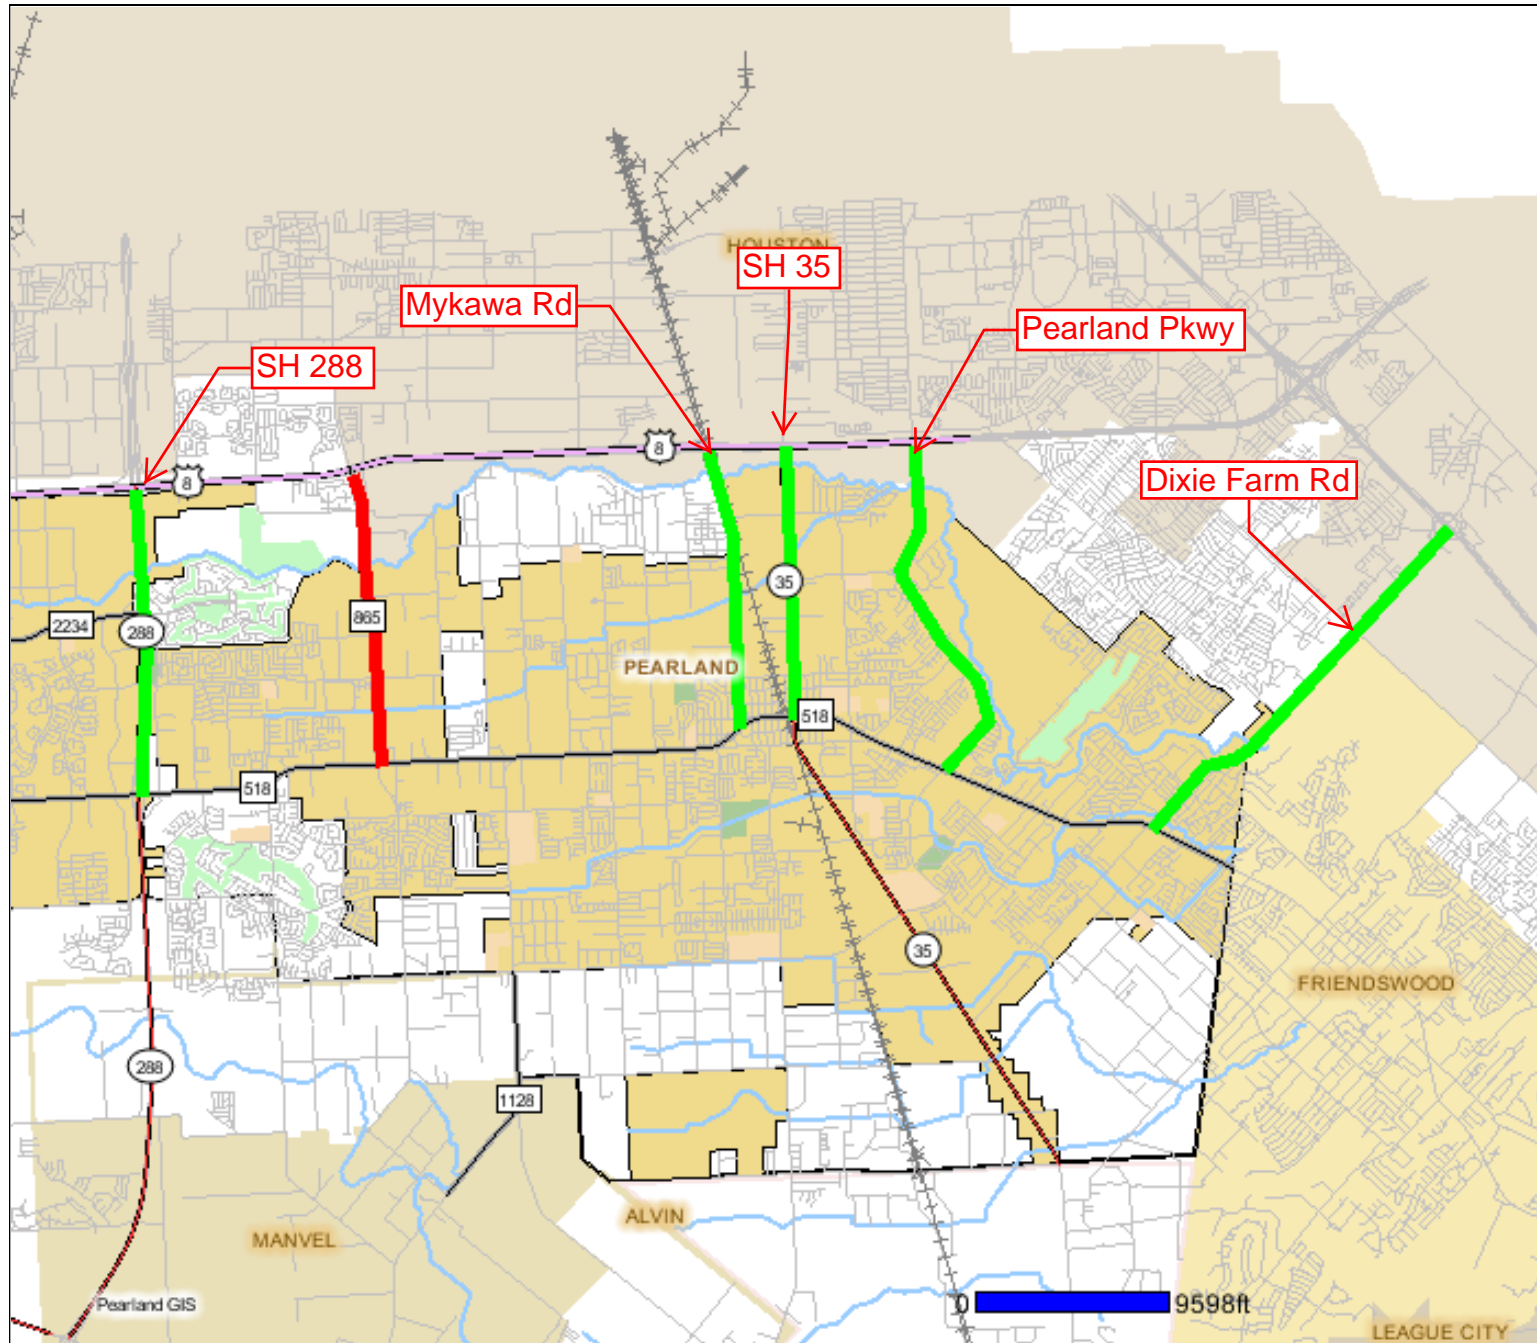 HOUSTON
SH 35
Mykawa Rd
Pearland Pkwy
SH 288
8
8
Dixie Farm Rd
35
865
2234
288
PEARLAND
518
518
35
FRIENDSWOOD
288
1128
ALVIN
MANVEL
Pearland GIS
0 9598ft
LEAGUE CITY